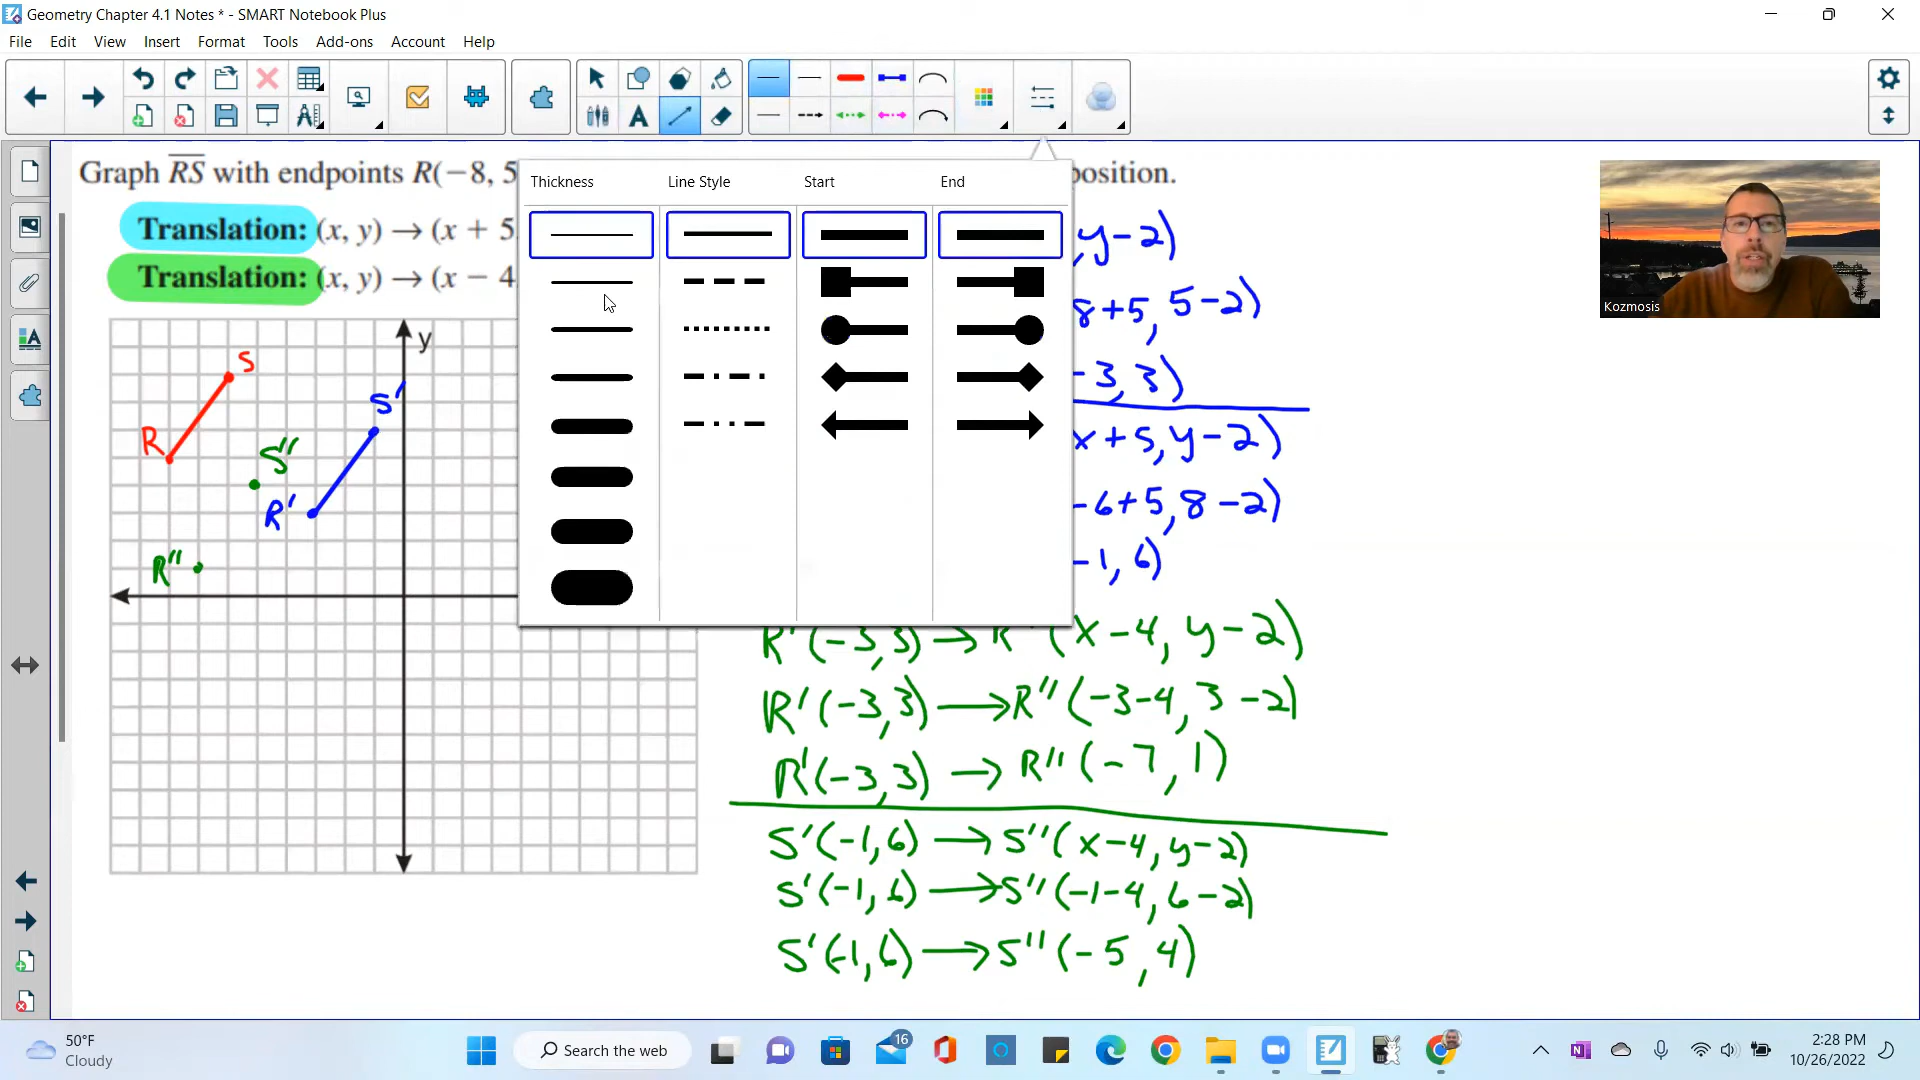 Geometry Chapter 4.1 Notes * - SMART Notebook Plus
File Edit View Insert Format Tools Add-ons Account Help
Graph RS with endpoints R(−8, 5 position.
Translation: (x, y) → (x + 5
Translation: (x, y) → (x − 4
Thickness Line Style Start End
Kozmosis
, y-2)
8+5, 5-2)
-3, 3)
x+5, y-2)
-6+5, 8-2)
-1, 6)
y
S
R
S'
R'
S''
R''
R'(-3,3) → R''(x-4, y-2)
R'(-3,3) → R''(-3-4, 3-2)
R'(-3,3) → R''(-7, 1)
S'(-1,6) → S''(x-4, y-2)
S'(-1,6) → S''(-1-4, 6-2)
S'(-1,6) → S''(-5, 4)
50°F
Cloudy
Search the web
16
2:28 PM
10/26/2022